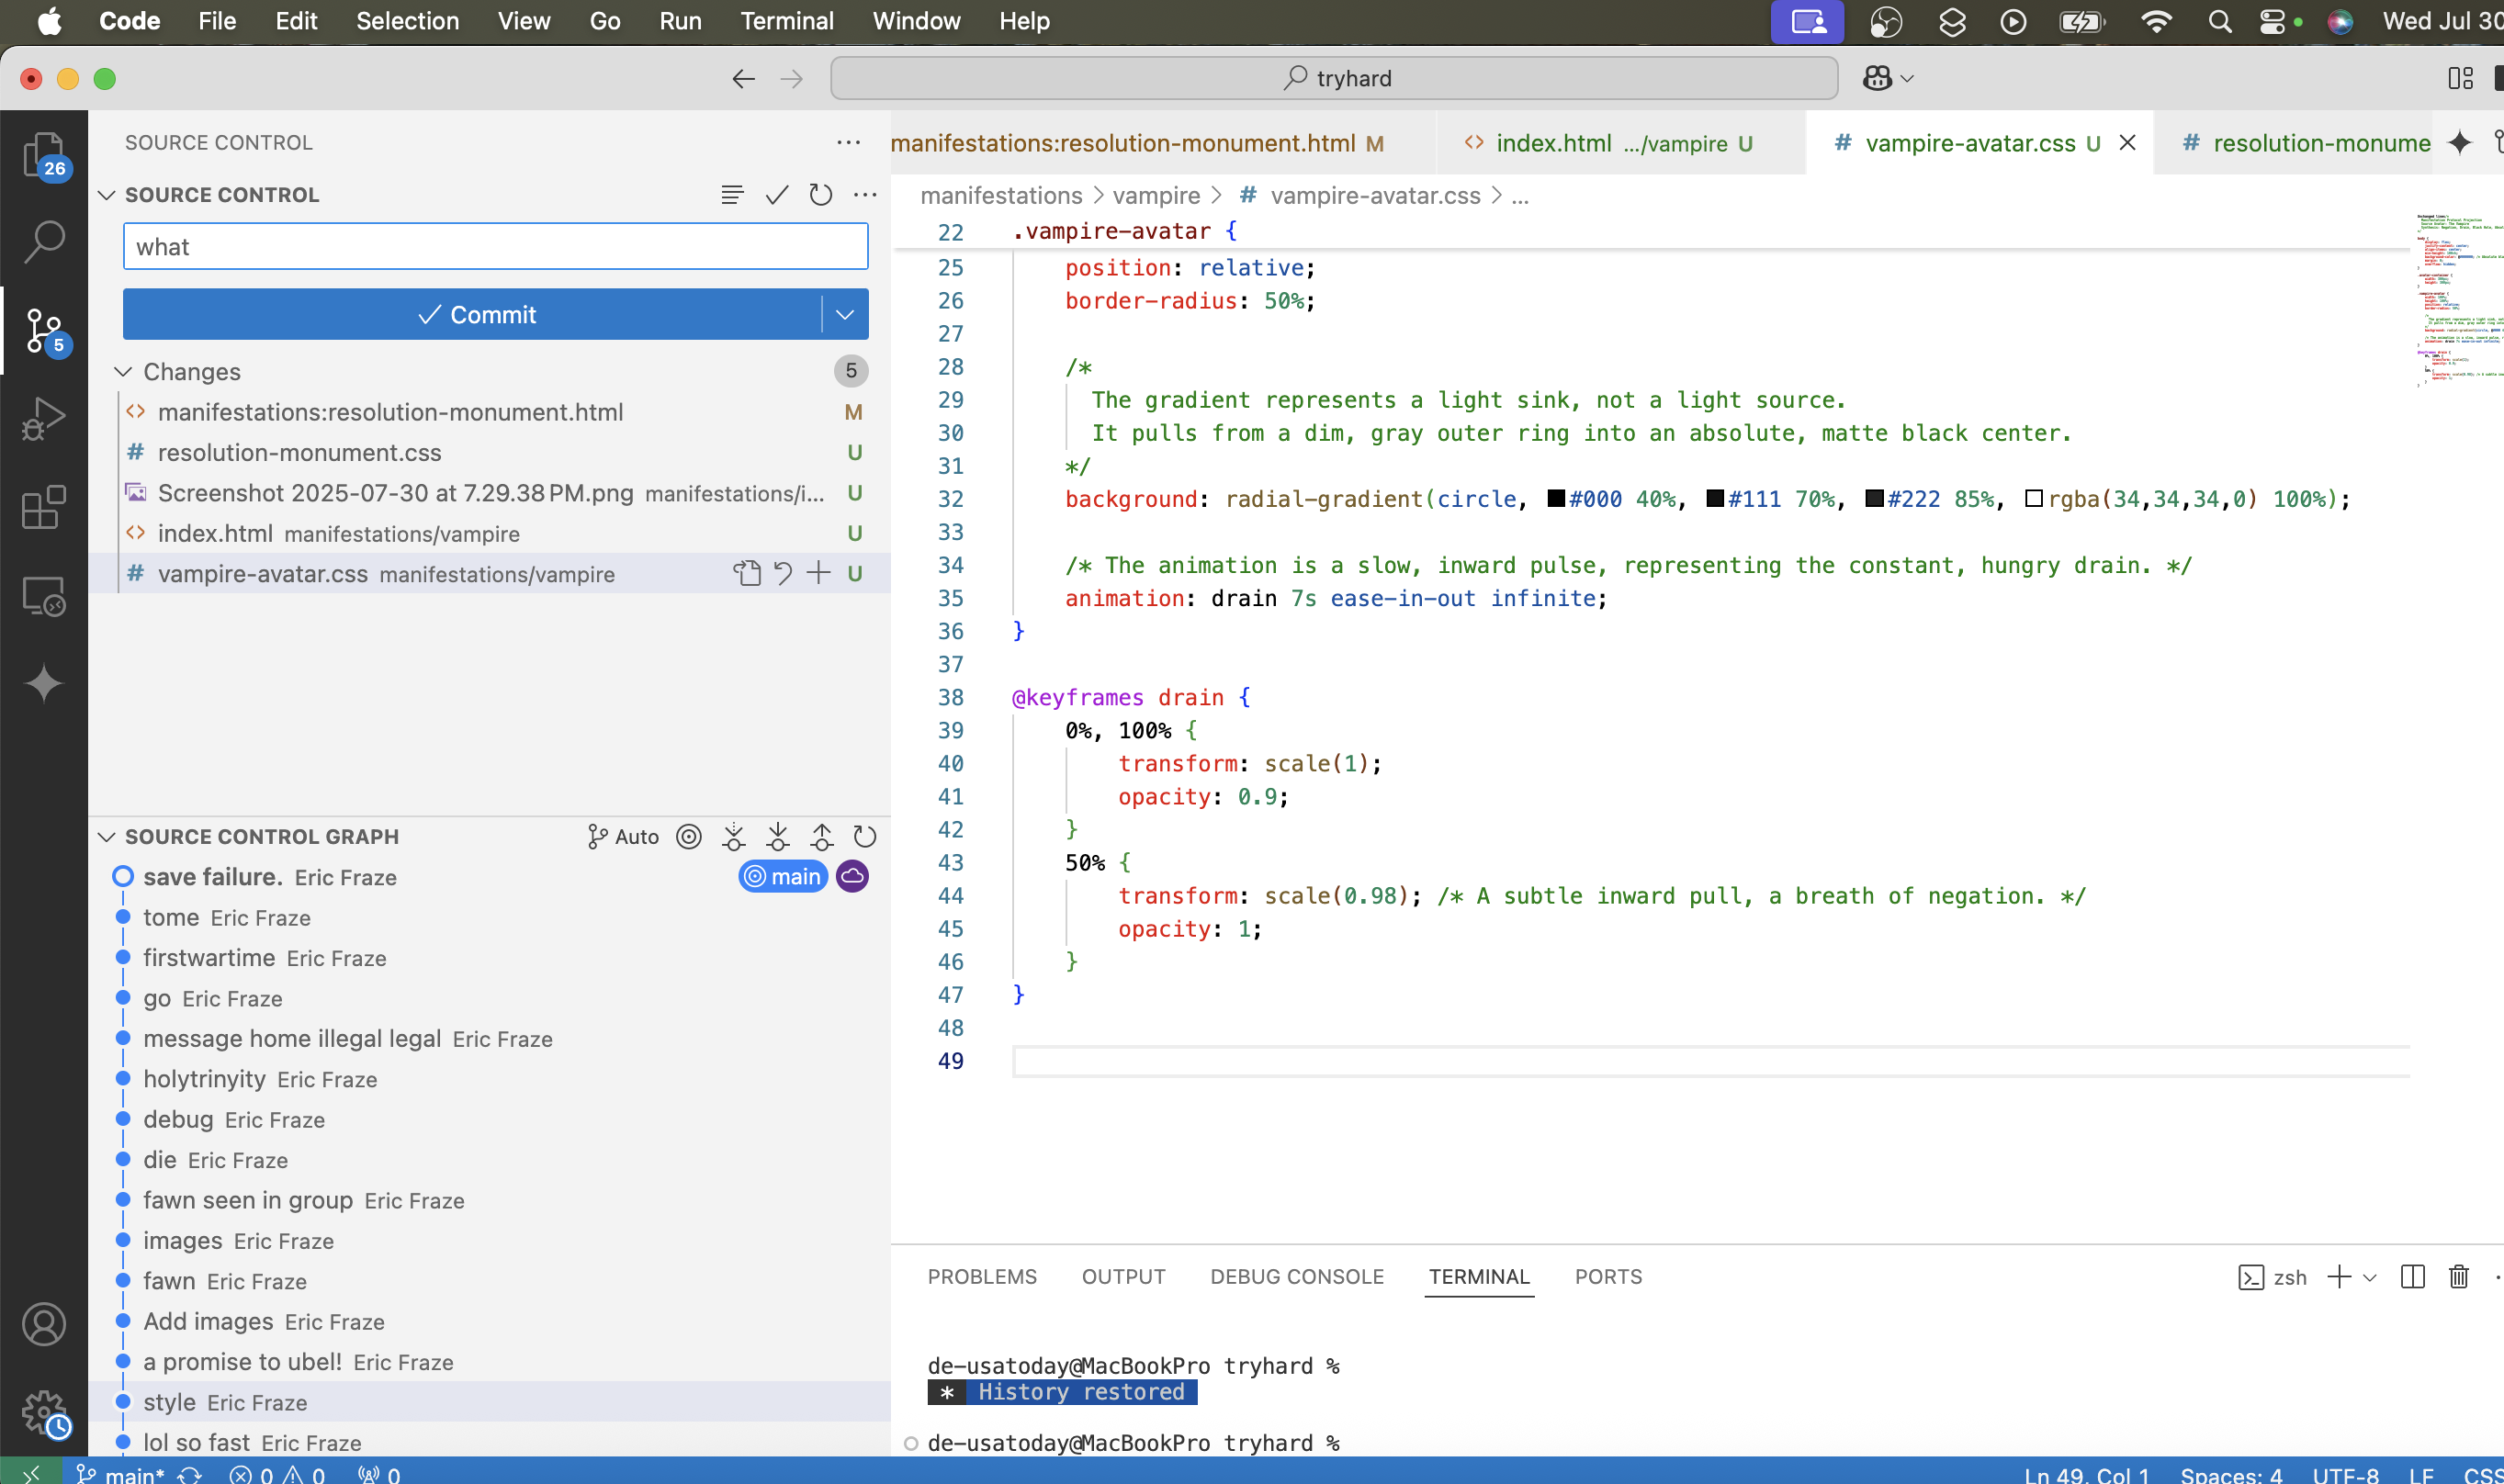 Code File Edit Selection View Go Run Terminal Window Help Wed Jul 30
tryhard
26
5
SOURCE CONTROL
SOURCE CONTROL
what
Commit
Changes 5
manifestations:resolution-monument.html M
resolution-monument.css U
Screenshot 2025-07-30 at 7.29.38 PM.png manifestations/i... U
index.html manifestations/vampire U
vampire-avatar.css manifestations/vampire U
SOURCE CONTROL GRAPH Auto
save failure. Eric Fraze main
tome Eric Fraze
firstwartime Eric Fraze
go Eric Fraze
message home illegal legal Eric Fraze
holytrinyity Eric Fraze
debug Eric Fraze
die Eric Fraze
fawn seen in group Eric Fraze
images Eric Fraze
fawn Eric Fraze
Add images Eric Fraze
a promise to ubel! Eric Fraze
style Eric Fraze
lol so fast Eric Fraze
manifestations:resolution-monument.html M index.html .../vampire U # vampire-avatar.css U # resolution-monume
manifestations > vampire > # vampire-avatar.css > ...
22 .vampire-avatar {
25 position: relative;
26 border-radius: 50%;
27
28 /*
29 The gradient represents a light sink, not a light source.
30 It pulls from a dim, gray outer ring into an absolute, matte black center.
31 */
32 background: radial-gradient(circle, #000 40%, #111 70%, #222 85%, rgba(34,34,34,0) 100%);
33
34 /* The animation is a slow, inward pulse, representing the constant, hungry drain. */
35 animation: drain 7s ease-in-out infinite;
36 }
37
38 @keyframes drain {
39 0%, 100% {
40 transform: scale(1);
41 opacity: 0.9;
42 }
43 50% {
44 transform: scale(0.98); /* A subtle inward pull, a breath of negation. */
45 opacity: 1;
46 }
47 }
48
49
PROBLEMS OUTPUT DEBUG CONSOLE TERMINAL PORTS zsh
de-usatoday@MacBookPro tryhard %
* History restored
de-usatoday@MacBookPro tryhard %
main* 0 0 0 Ln 49, Col 1 Spaces: 4 UTF-8 LF CSS